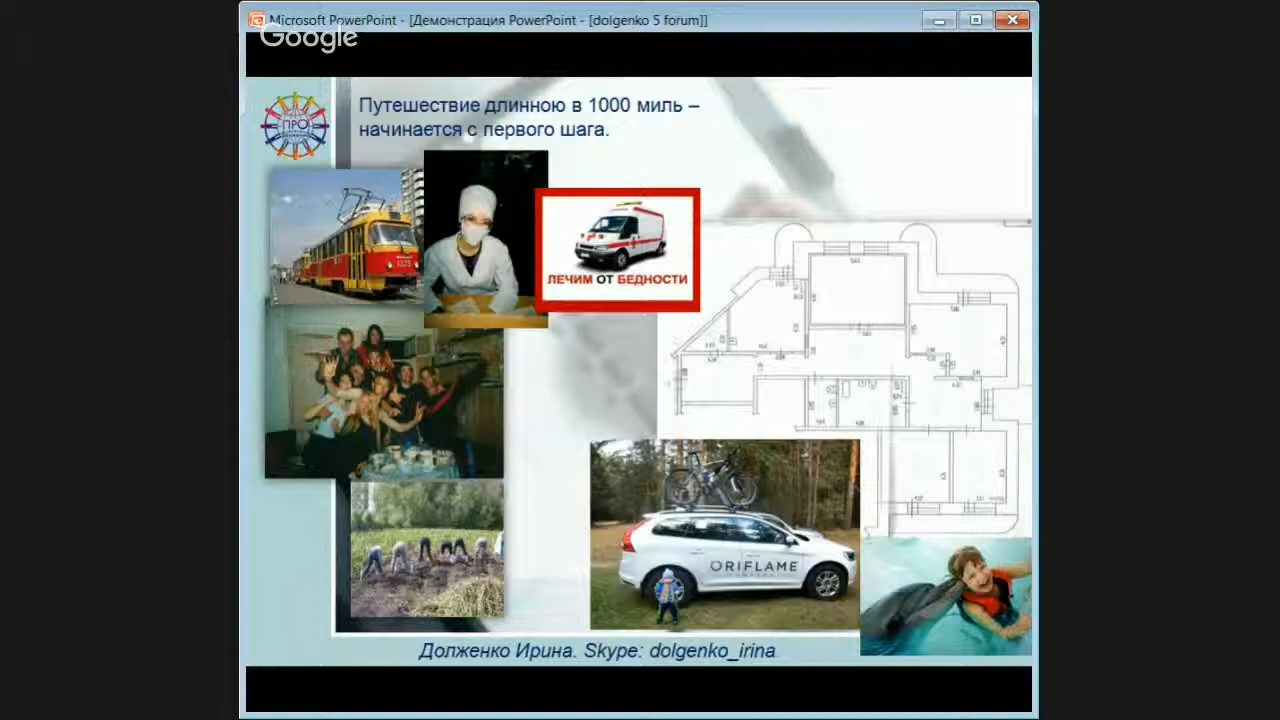 Microsoft PowerPoint - [Демонстрация PowerPoint - [dolgenko 5 forum]]
Google
Путешествие длинною в 1000 миль –
начинается с первого шага.
ПРО
ЛЕЧИМ ОТ БЕДНОСТИ
ORIFLAME
Долженко Ирина. Skype: dolgenko_irina